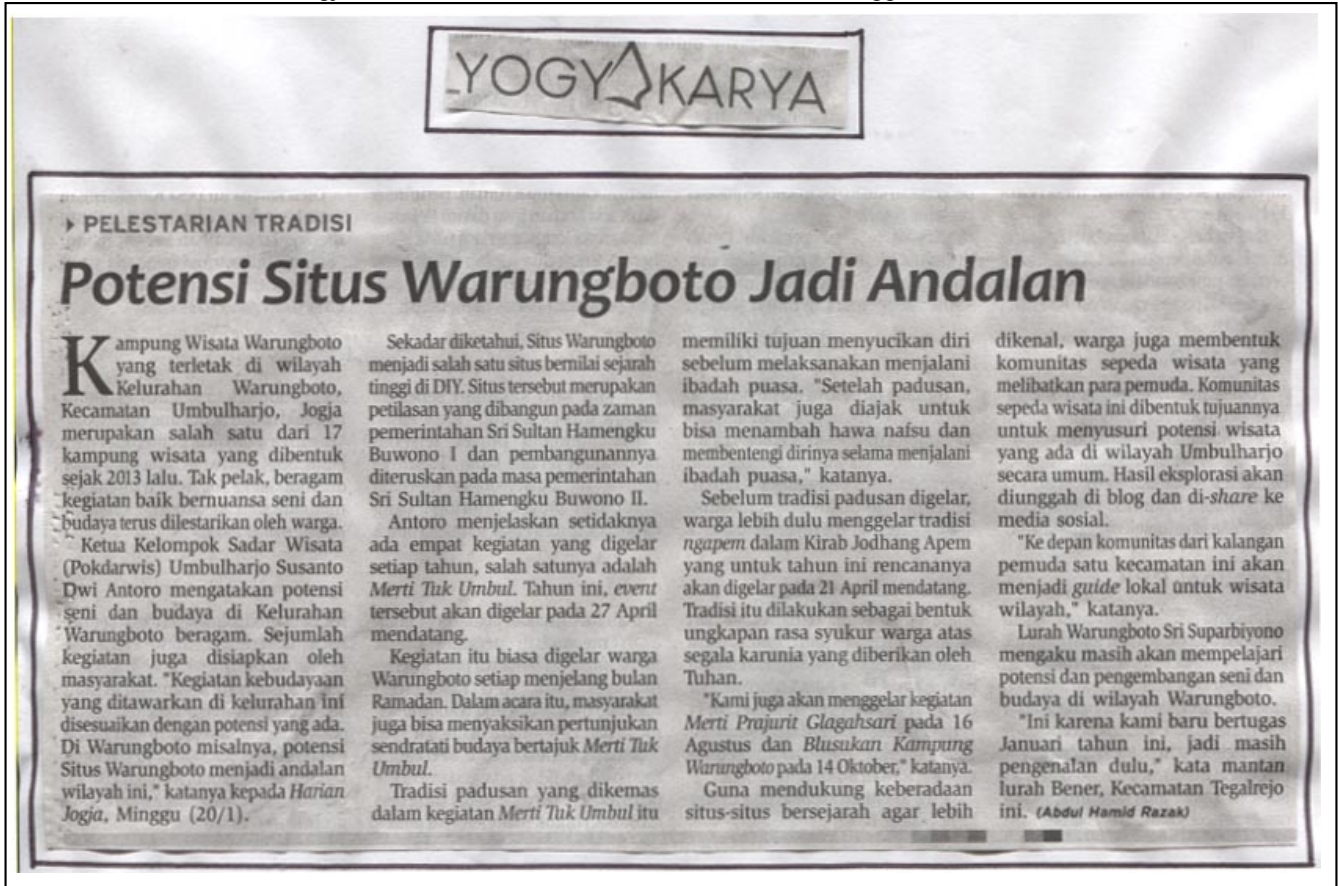 YOGYAKARYA
PELESTARIAN TRADISI
Potensi Situs Warungboto Jadi Andalan
Kampung Wisata Warungboto
yang terletak di wilayah
Kelurahan Warungboto,
Kecamatan Umbulharjo, Jogja
merupakan salah satu dari 17
kampung wisata yang dibentuk
sejak 2013 lalu. Tak pelak, beragam
kegiatan baik bernuansa seni dan
budaya terus dilestarikan oleh warga.
Ketua Kelompok Sadar Wisata
(Pokdarwis) Umbulharjo Susanto
Dwi Antoro mengatakan potensi
seni dan budaya di Kelurahan
Warungboto beragam. Sejumlah
kegiatan juga disiapkan oleh
masyarakat. "Kegiatan kebudayaan
yang ditawarkan di kelurahan ini
disesuaikan dengan potensi yang ada.
Di Warungboto misalnya, potensi
Situs Warungboto menjadi andalan
wilayah ini," katanya kepada Harian
Jogja, Minggu (20/1).
Sekadar diketahui, Situs Warungboto
menjadi salah satu situs bernilai sejarah
tinggi di DIY. Situs tersebut merupakan
petilasan yang dibangun pada zaman
pemerintahan Sri Sultan Hamengku
Buwono I dan pembangunannya
diteruskan pada masa pemerintahan
Sri Sultan Hamengku Buwono II.
Antoro menjelaskan setidaknya
ada empat kegiatan yang digelar
setiap tahun, salah satunya adalah
Merti Tuk Umbul. Tahun ini, event
tersebut akan digelar pada 27 April
mendatang.
Kegiatan itu biasa digelar warga
Warungboto setiap menjelang bulan
Ramadan. Dalam acara itu, masyarakat
juga bisa menyaksikan pertunjukan
sendratati budaya bertajuk Merti Tuk
Umbul.
Tradisi padusan yang dikemas
dalam kegiatan Merti Tuk Umbul itu
memiliki tujuan menyucikan diri
sebelum melaksanakan menjalani
ibadah puasa. "Setelah padusan,
masyarakat juga diajak untuk
bisa menambah hawa nafsu dan
membentengi dirinya selama menjalani
ibadah puasa," katanya.
Sebelum tradisi padusan digelar,
warga lebih dulu menggelar tradisi
ngapem dalam Kirab Jodhang Apem
yang untuk tahun ini rencananya
akan digelar pada 21 April mendatang.
Tradisi itu dilakukan sebagai bentuk
ungkapan rasa syukur warga atas
segala karunia yang diberikan oleh
Tuhan.
"Kami juga akan menggelar kegiatan
Merti Prajurit Glagahsari pada 16
Agustus dan Blusukan Kampung
Warungboto pada 14 Oktober," katanya.
Guna mendukung keberadaan
situs-situs bersejarah agar lebih
dikenal, warga juga membentuk
komunitas sepeda wisata yang
melibatkan para pemuda. Komunitas
sepeda wisata ini dibentuk tujuannya
untuk menyusuri potensi wisata
yang ada di wilayah Umbulharjo
secara umum. Hasil eksplorasi akan
diunggah di blog dan di-share ke
media sosial.
"Ke depan komunitas dari kalangan
pemuda satu kecamatan ini akan
menjadi guide lokal untuk wisata
wilayah," katanya.
Lurah Warungboto Sri Suparbiyono
mengaku masih akan mempelajari
potensi dan pengembangan seni dan
budaya di wilayah Warungboto.
"Ini karena kami baru bertugas
Januari tahun ini, jadi masih
pengenalan dulu," kata mantan
lurah Bener, Kecamatan Tegalrejo
ini. (Abdul Hamid Razak)